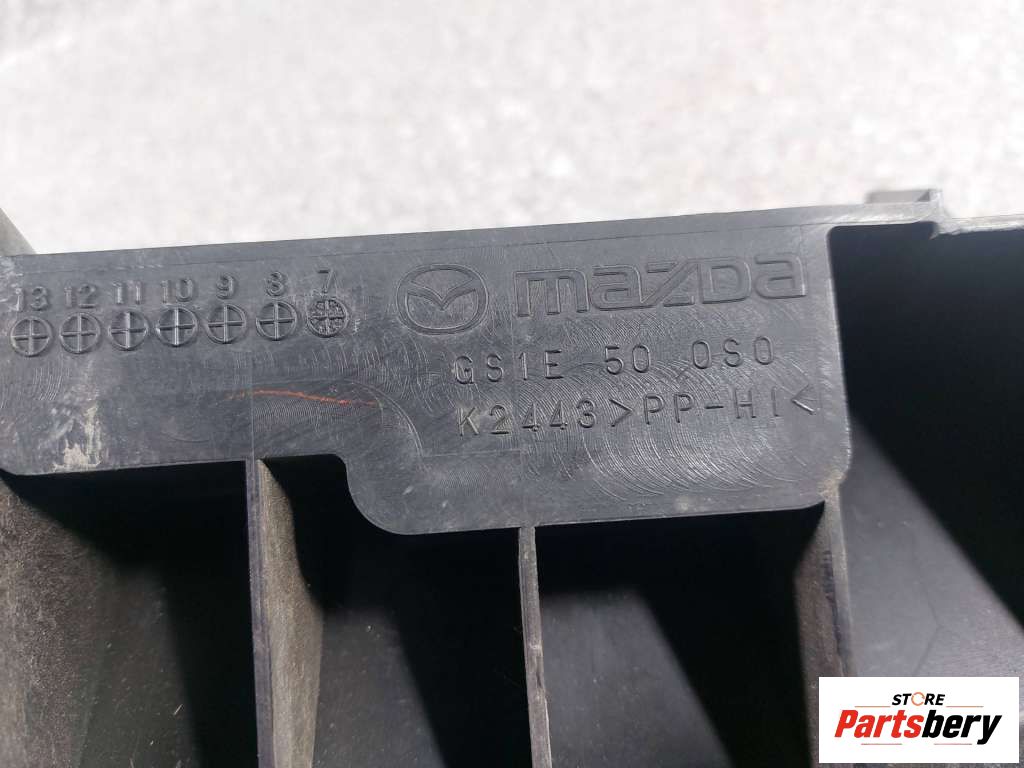 13 12 11 10 9 8 7
mazda
GS1E 50 0S0
K2443>PP-HI<
STORE
Partsbery